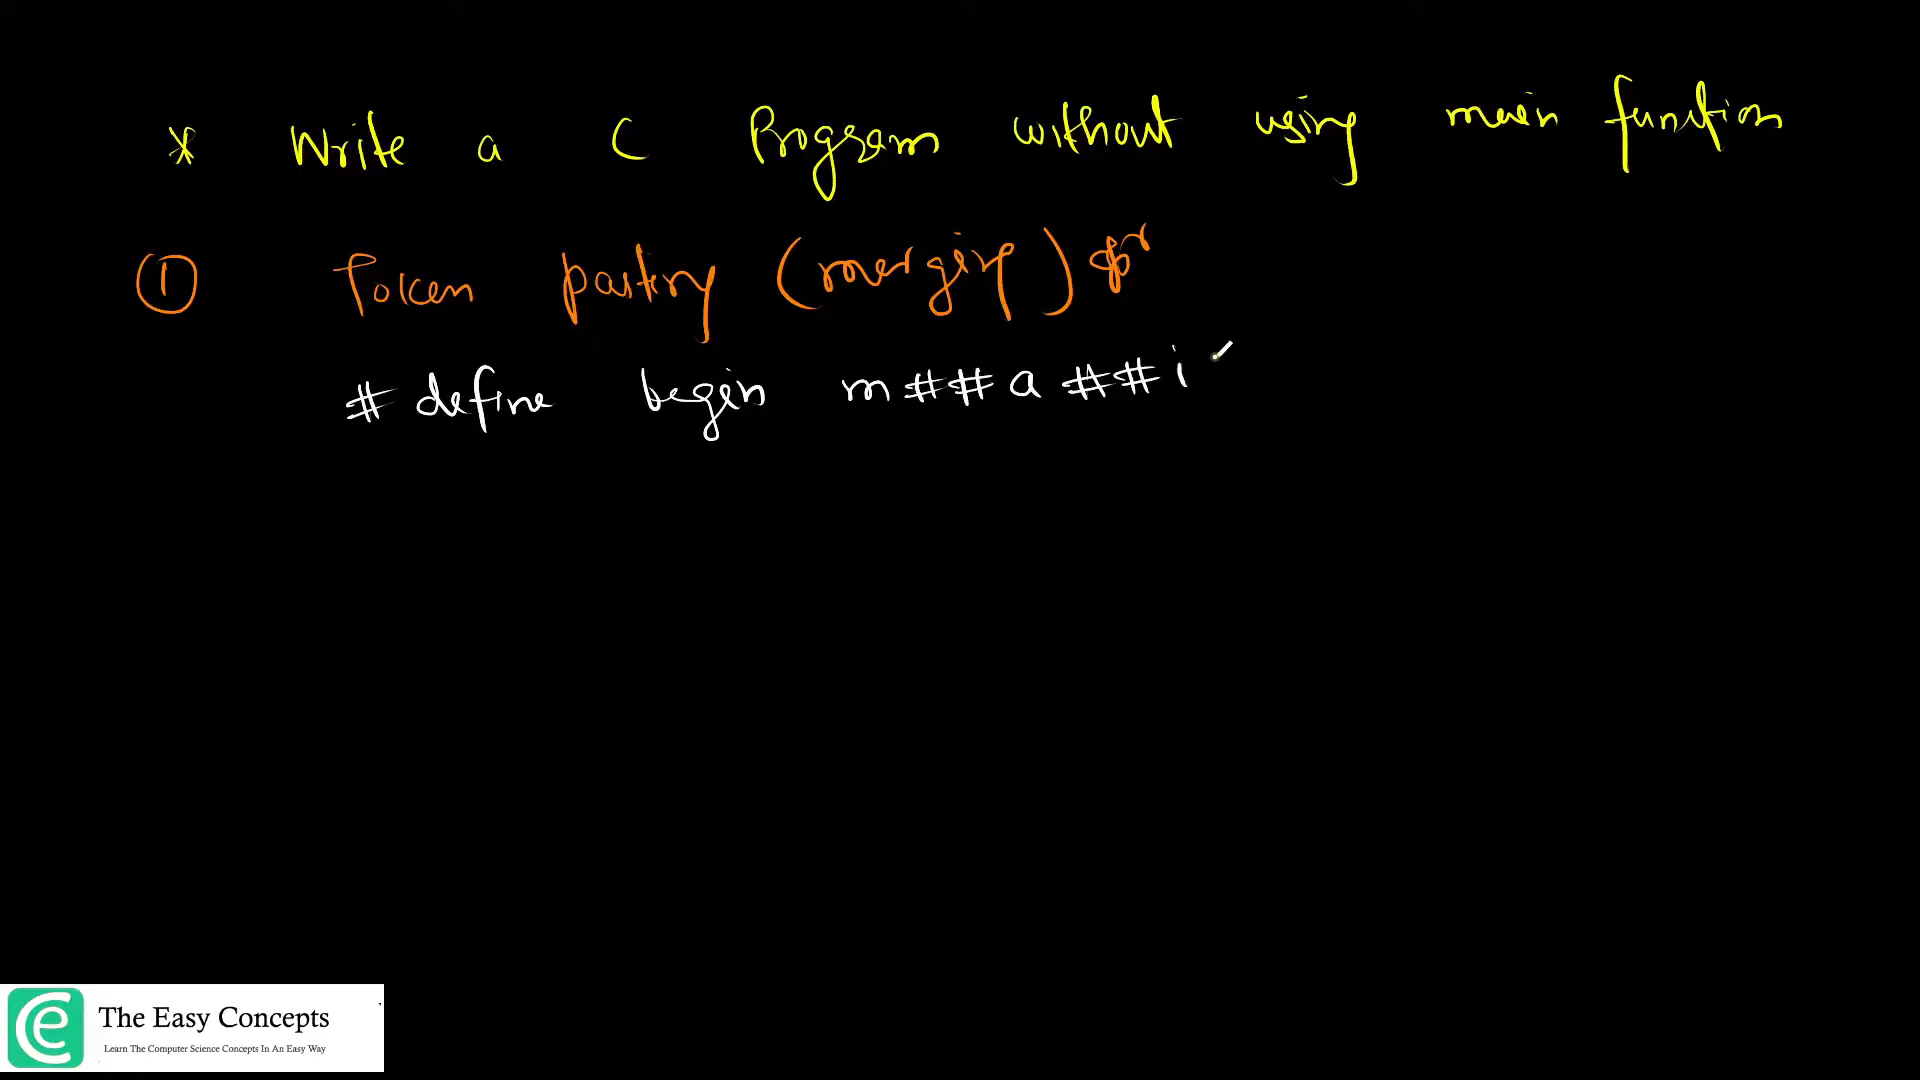 * Write a C Program without using main function
① Token pasting (merging) opr
# define begin m##a##i
The Easy Concepts
Learn The Computer Science Concepts In An Easy Way